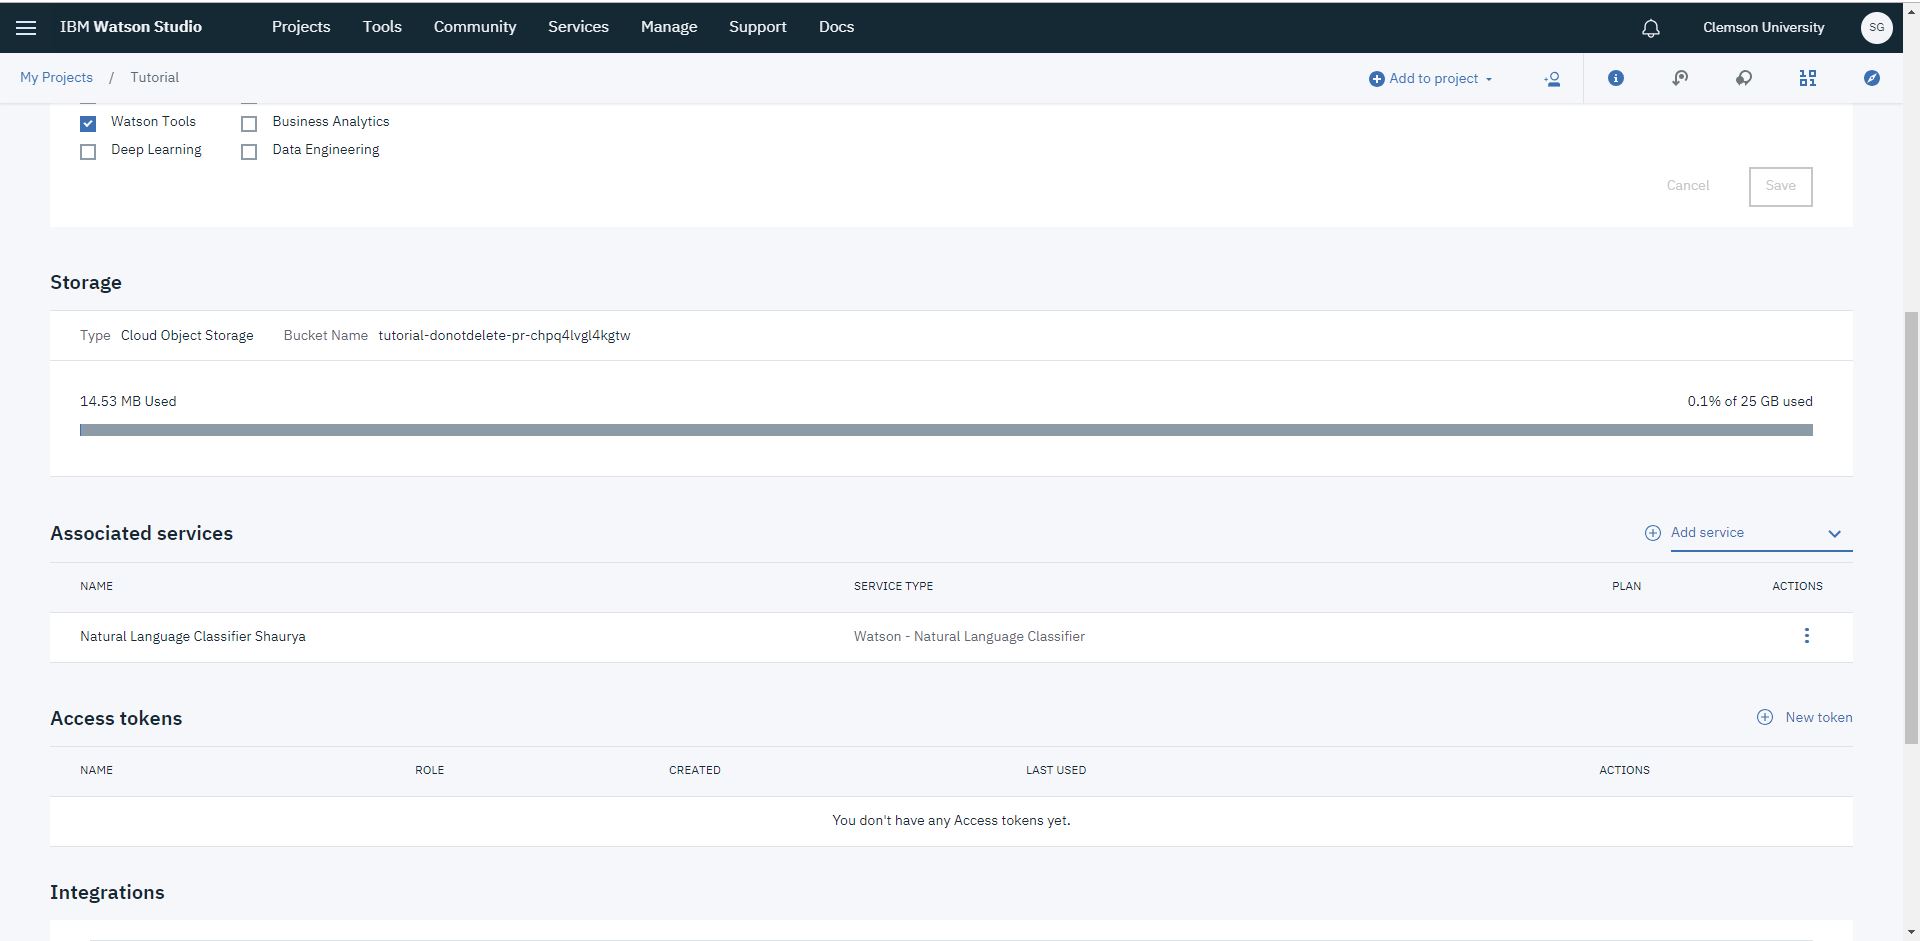 IBM Watson Studio Projects Tools Community Services Manage Support Docs Clemson University SG
My Projects / Tutorial Add to project
Watson Tools Business Analytics
Deep Learning Data Engineering
Cancel Save
Storage
Type Cloud Object Storage Bucket Name tutorial-donotdelete-pr-chpq4lvgl4kgtw
14.53 MB Used 0.1% of 25 GB used
Associated services Add service
NAME SERVICE TYPE PLAN ACTIONS
Natural Language Classifier Shaurya Watson - Natural Language Classifier
Access tokens New token
NAME ROLE CREATED LAST USED ACTIONS
You don't have any Access tokens yet.
Integrations